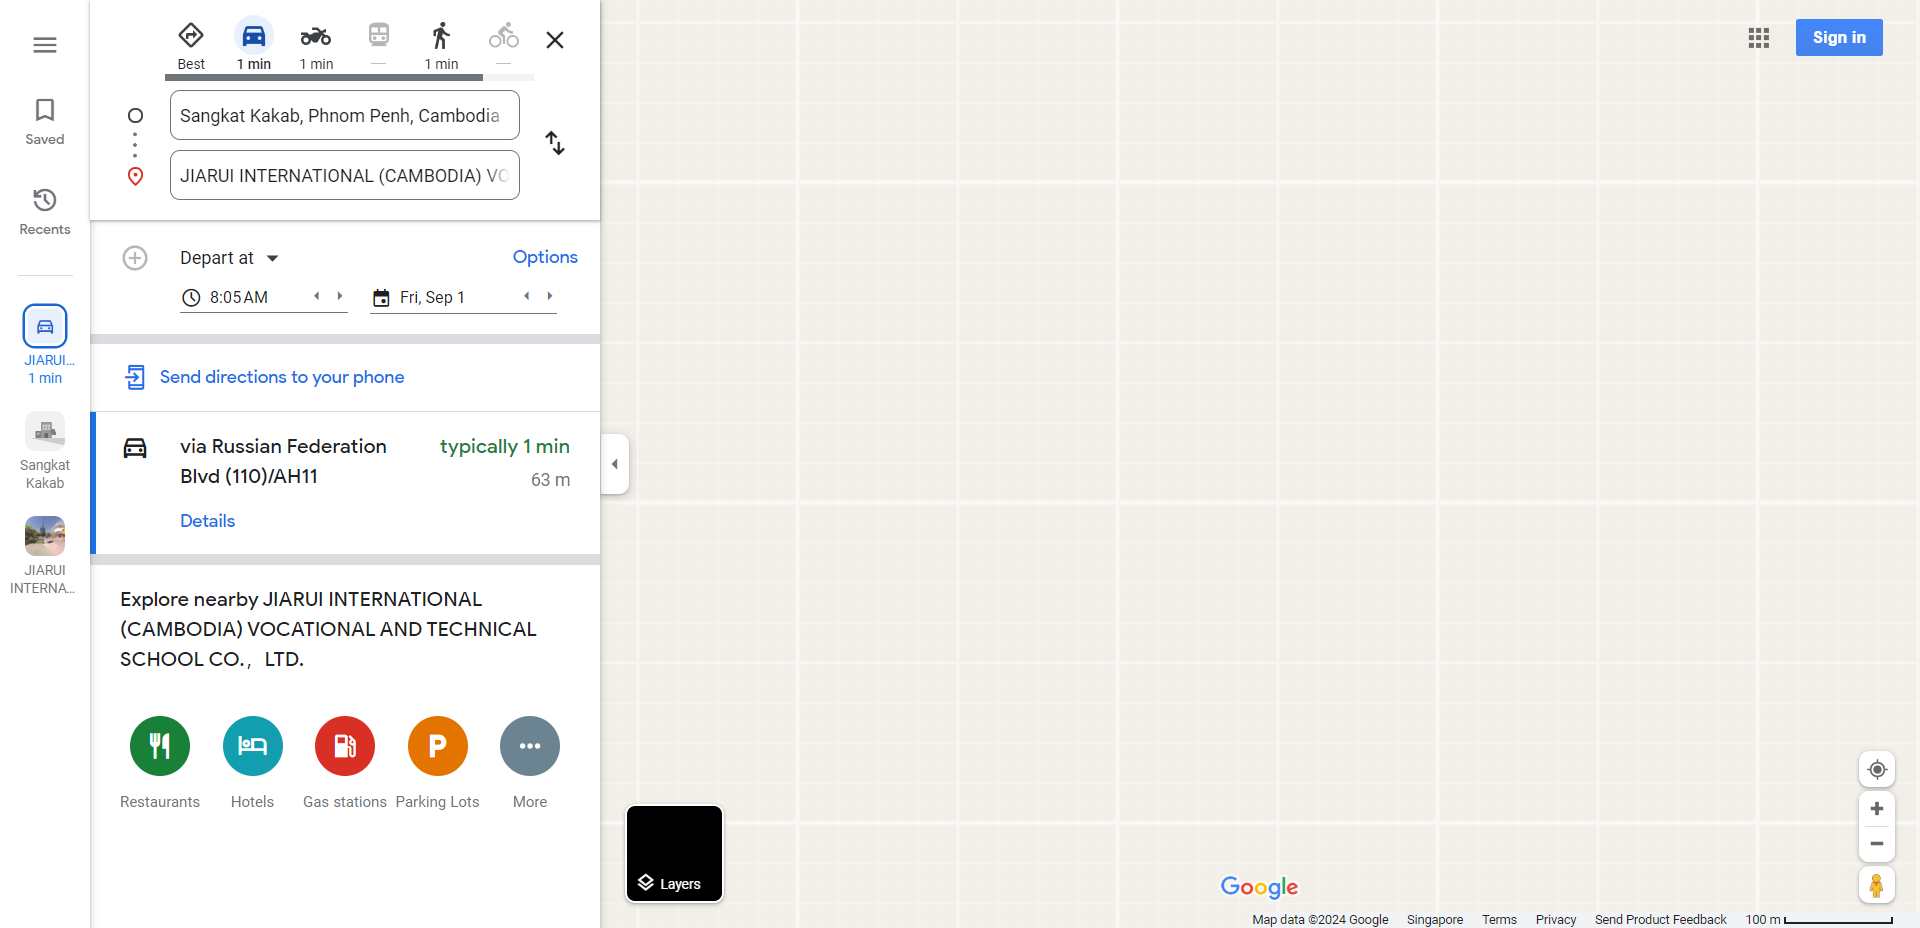 Best
1 min
1 min
—
1 min
—
Sangkat Kakab, Phnom Penh, Cambodia
JIARUI INTERNATIONAL (CAMBODIA) VO
Saved
Recents
JIARUI...
1 min
Sangkat
Kakab
JIARUI
INTERNA...
Depart at
Options
8:05 AM
Fri, Sep 1
Send directions to your phone
via Russian Federation
Blvd (110)/AH11
typically 1 min
63 m
Details
Explore nearby JIARUI INTERNATIONAL
(CAMBODIA) VOCATIONAL AND TECHNICAL
SCHOOL CO.，LTD.
Restaurants
Hotels
Gas stations
P
Parking Lots
More
Sign in
Layers
Google
Map data ©2024 Google
Singapore
Terms
Privacy
Send Product Feedback
100 m